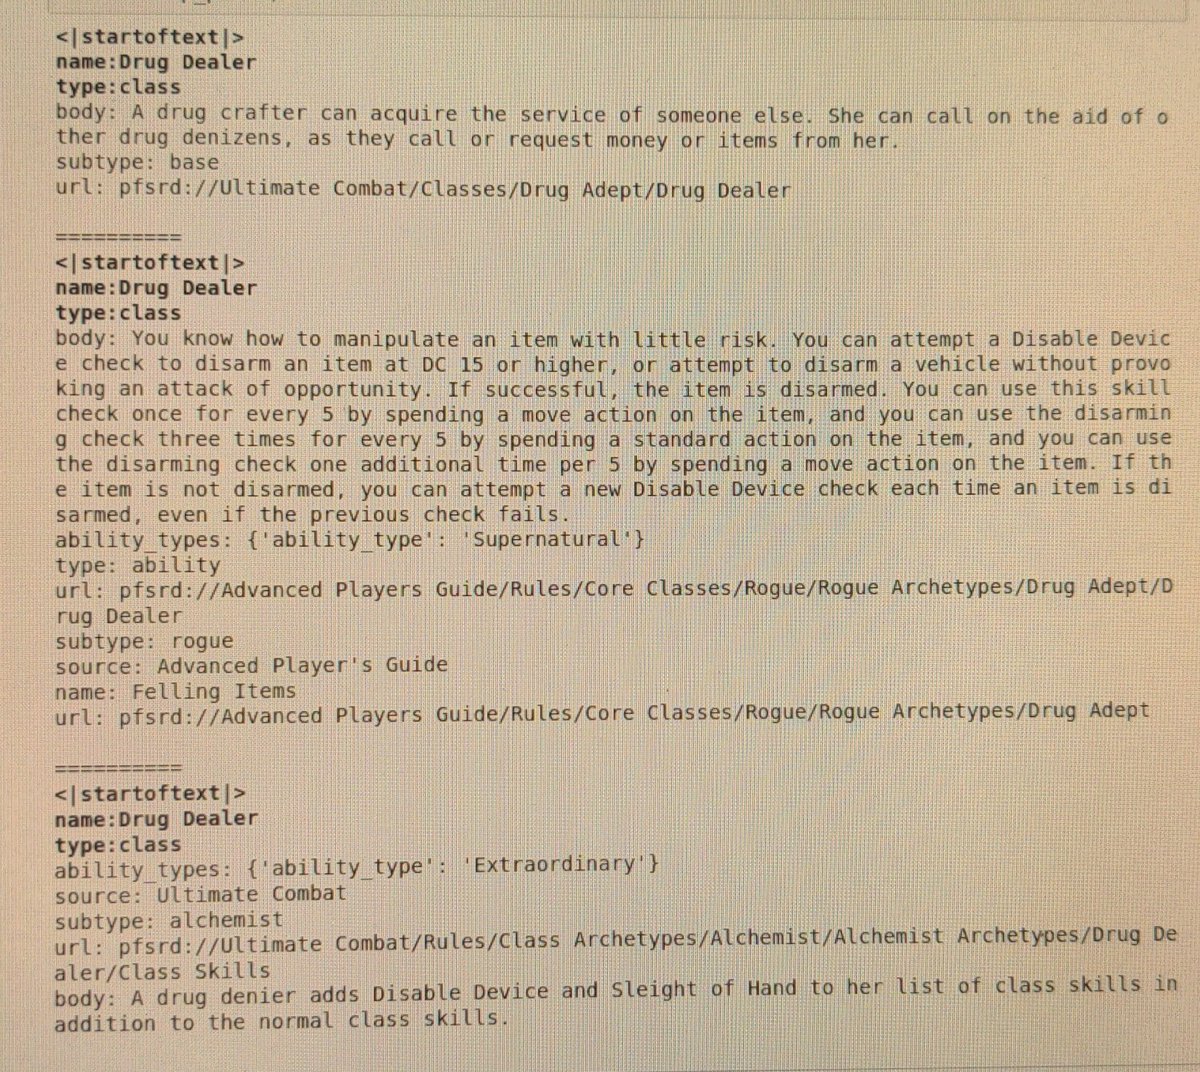 <|startoftext|>
name:Drug Dealer
type:class
body: A drug crafter can acquire the service of someone else. She can call on the aid of o
ther drug denizens, as they call or request money or items from her.
subtype: base
url: pfsrd://Ultimate Combat/Classes/Drug Adept/Drug Dealer
==========
<|startoftext|>
name:Drug Dealer
type:class
body: You know how to manipulate an item with little risk. You can attempt a Disable Devic
e check to disarm an item at DC 15 or higher, or attempt to disarm a vehicle without provo
king an attack of opportunity. If successful, the item is disarmed. You can use this skill
check once for every 5 by spending a move action on the item, and you can use the disarmin
g check three times for every 5 by spending a standard action on the item, and you can use
the disarming check one additional time per 5 by spending a move action on the item. If th
e item is not disarmed, you can attempt a new Disable Device check each time an item is di
sarmed, even if the previous check fails.
ability_types: {'ability_type': 'Supernatural'}
type: ability
url: pfsrd://Advanced Players Guide/Rules/Core Classes/Rogue/Rogue Archetypes/Drug Adept/D
rug Dealer
subtype: rogue
source: Advanced Player's Guide
name: Felling Items
url: pfsrd://Advanced Players Guide/Rules/Core Classes/Rogue/Rogue Archetypes/Drug Adept
==========
<|startoftext|>
name:Drug Dealer
type:class
ability_types: {'ability_type': 'Extraordinary'}
source: Ultimate Combat
subtype: alchemist
url: pfsrd://Ultimate Combat/Rules/Class Archetypes/Alchemist/Alchemist Archetypes/Drug De
aler/Class Skills
body: A drug denier adds Disable Device and Sleight of Hand to her list of class skills in
addition to the normal class skills.